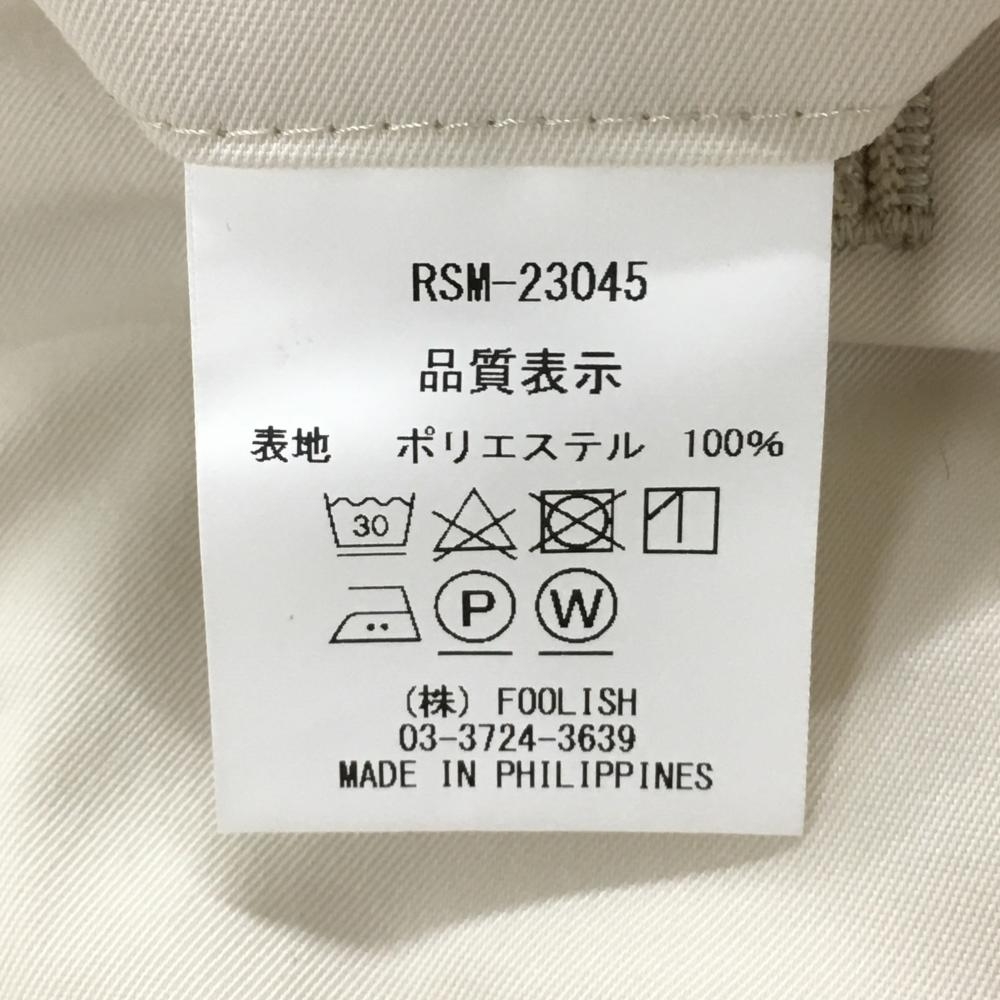 RSM-23045
品質表示
表地 ポリエステル 100%
30
P W
(株) FOOLISH
03-3724-3639
MADE IN PHILIPPINES